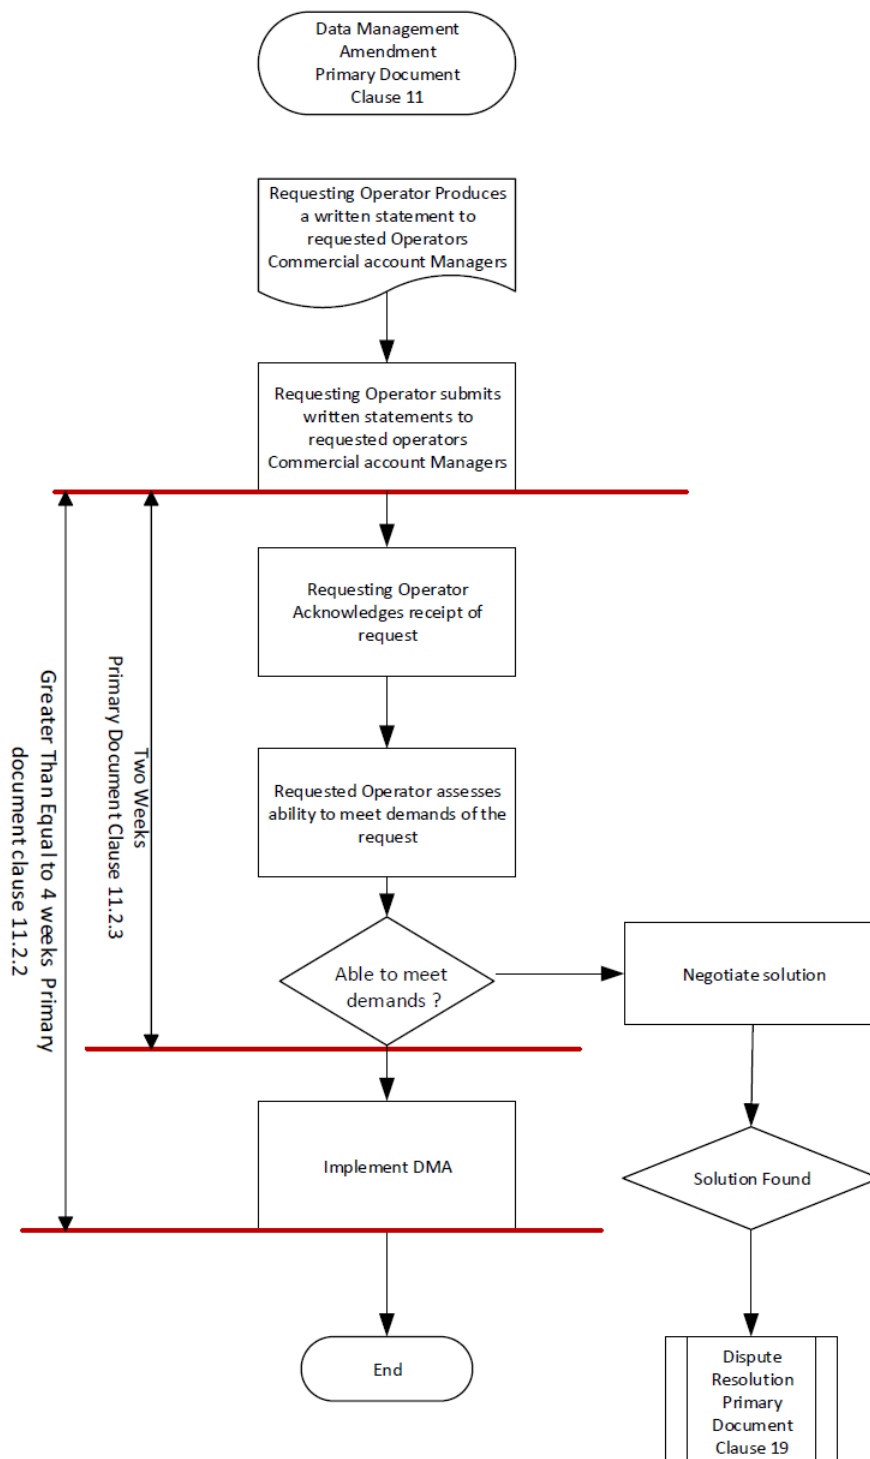 Data Management
Amendment
Primary Document
Clause 11
Requesting Operator Produces
a written statement to
requested Operators
Commercial account Managers
Requesting Operator submits
written statements to
requested operators
Commercial account Managers
Requesting Operator
Acknowledges receipt of
request
Requested Operator assesses
ability to meet demands of the
request
Able to meet
demands ?
Negotiate solution
Implement DMA
Solution Found
End
Dispute
Resolution
Primary
Document
Clause 19
Two Weeks
Primary Document Clause 11.2.3
Greater Than Equal to 4 weeks Primary
document clause 11.2.2